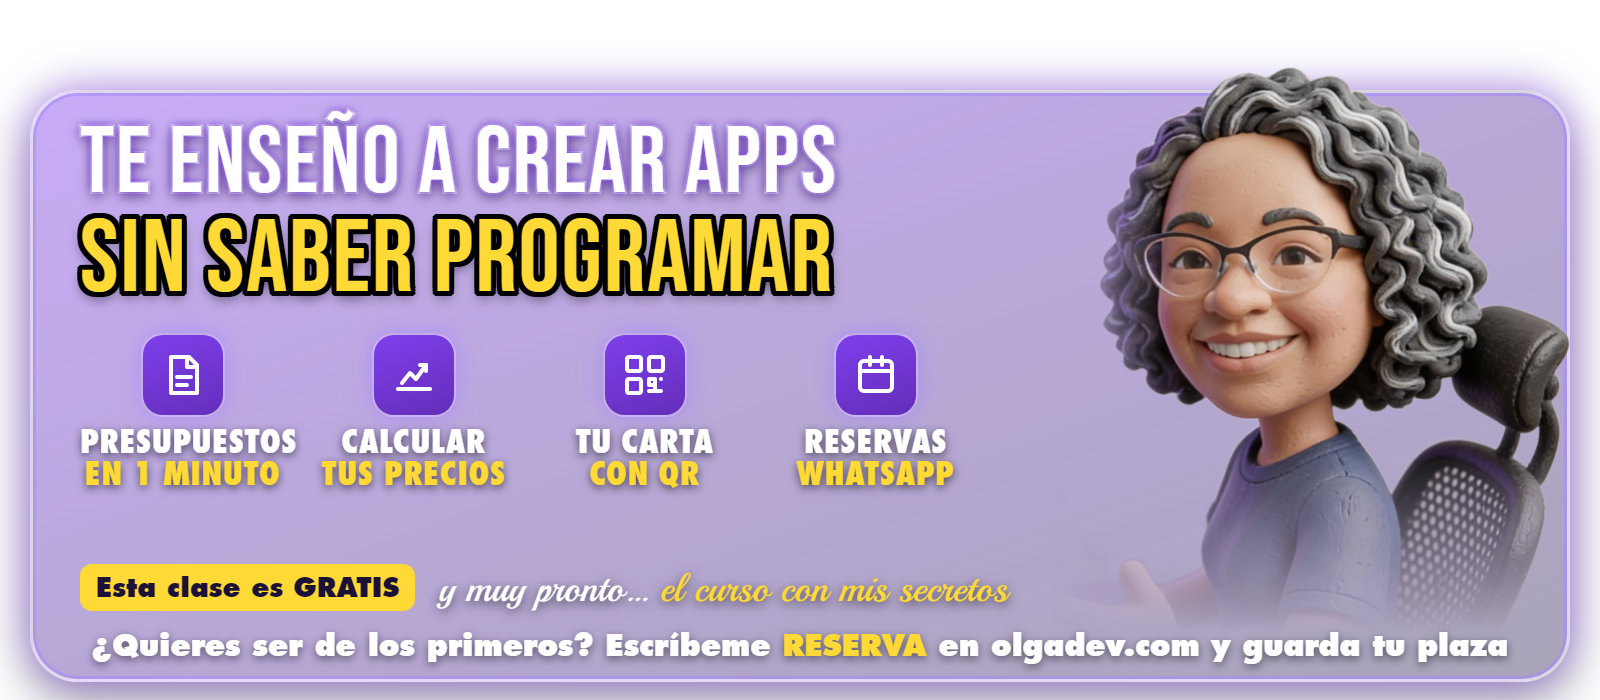 TE ENSEÑO A CREAR APPS
SIN SABER PROGRAMAR
PRESUPUESTOS
EN 1 MINUTO
CALCULAR
TUS PRECIOS
TU CARTA
CON QR
RESERVAS
WHATSAPP
Esta clase es GRATIS y muy pronto... el curso con mis secretos
¿Quieres ser de los primeros? Escríbeme RESERVA en olgadev.com y guarda tu plaza